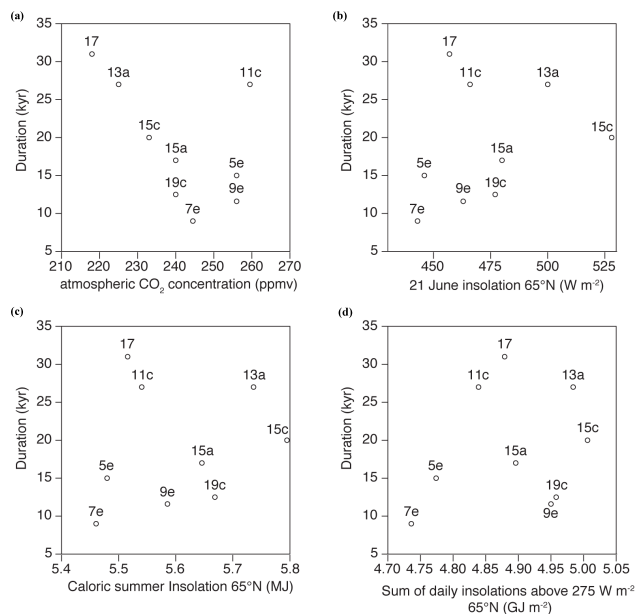 (a)
35
30
25
20
15
10
5
Duration (kyr)
17
13a
11c
15c
15a
5e
19c
9e
7e
210 220 230 240 250 260 270
atmospheric CO2 concentration (ppmv)
(b)
35
30
25
20
15
10
5
Duration (kyr)
17
11c
13a
15c
15a
5e
9e
19c
7e
450 475 500 525
21 June insolation 65°N (W m-2)
(c)
35
30
25
20
15
10
5
Duration (kyr)
17
11c
13a
15c
15a
5e
9e
19c
7e
5.4 5.5 5.6 5.7 5.8
Caloric summer Insolation 65°N (MJ)
(d)
35
30
25
20
15
10
5
Duration (kyr)
17
11c
13a
15c
15a
5e
19c
9e
7e
4.70 4.75 4.80 4.85 4.90 4.95 5.00 5.05
Sum of daily insolations above 275 W m-2
65°N (GJ m-2)